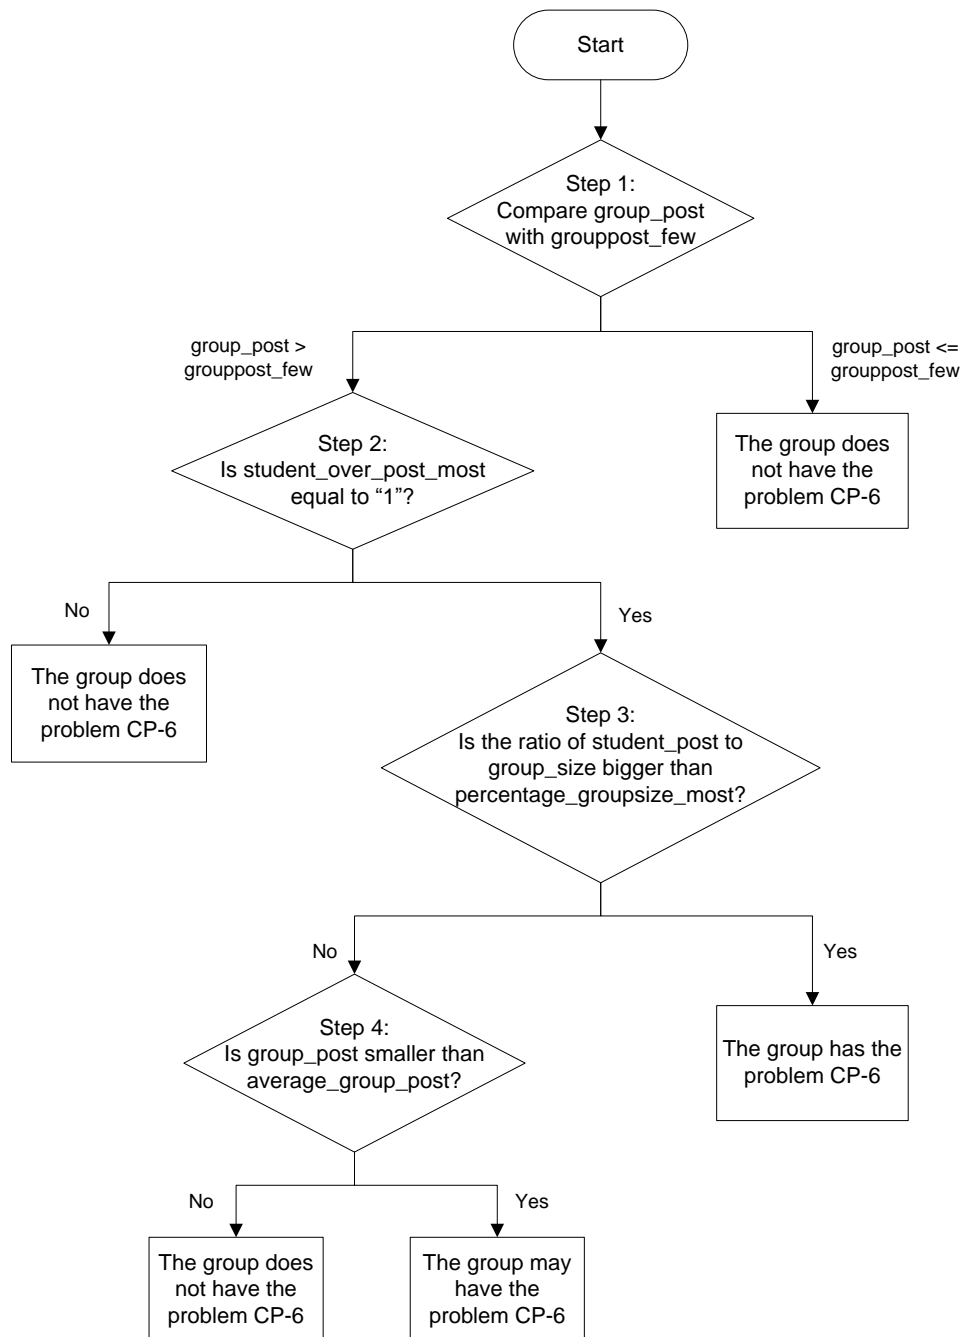 Start
Step 1:
Compare group_post
with grouppost_few
group_post >
grouppost_few
group_post <=
grouppost_few
Step 2:
Is student_over_post_most
equal to “1”?
The group does
not have the
problem CP-6
No
Yes
The group does
not have the
problem CP-6
Step 3:
Is the ratio of student_post to
group_size bigger than
percentage_groupsize_most?
No
Yes
Step 4:
Is group_post smaller than
average_group_post?
The group has the
problem CP-6
No
Yes
The group does
not have the
problem CP-6
The group may
have the
problem CP-6